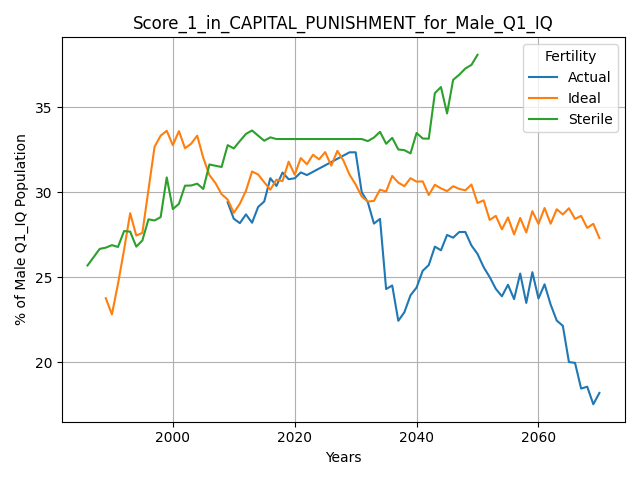 Score_1_in_CAPITAL_PUNISHMENT_for_Male_Q1_IQ
Fertility
Actual
Ideal
Sterile
% of Male Q1_IQ Population
35
30
25
20
2000
2020
2040
2060
Years